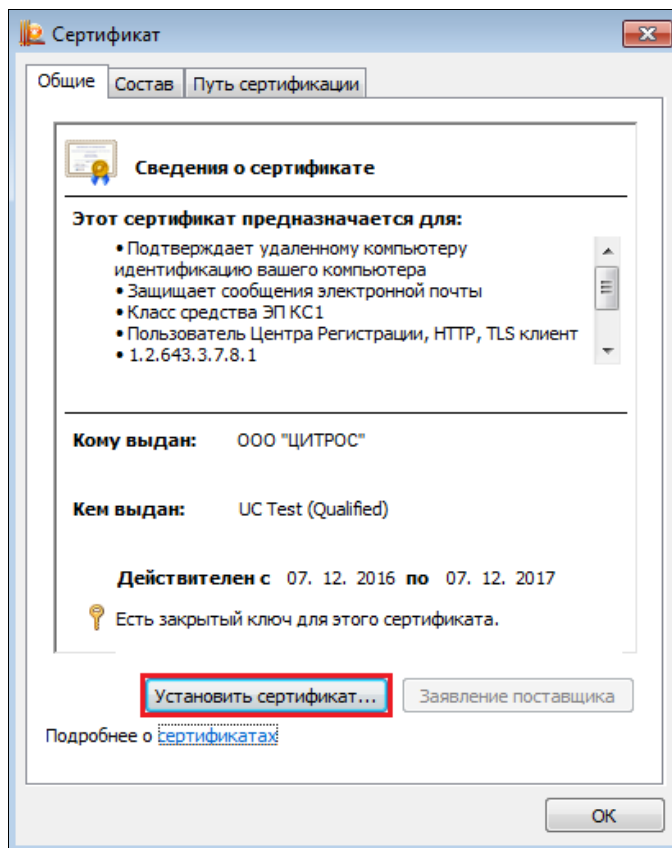 Сертификат
Общие Состав Путь сертификации
Сведения о сертификате
Этот сертификат предназначается для:
• Подтверждает удаленному компьютеру
идентификацию вашего компьютера
• Защищает сообщения электронной почты
• Класс средства ЭП КС1
• Пользователь Центра Регистрации, HTTP, TLS клиент
• 1.2.643.3.7.8.1
Кому выдан: ООО "ЦИТРОС"
Кем выдан: UC Test (Qualified)
Действителен с 07. 12. 2016 по 07. 12. 2017
Есть закрытый ключ для этого сертификата.
Установить сертификат... Заявление поставщика
Подробнее о сертификатах
ОК